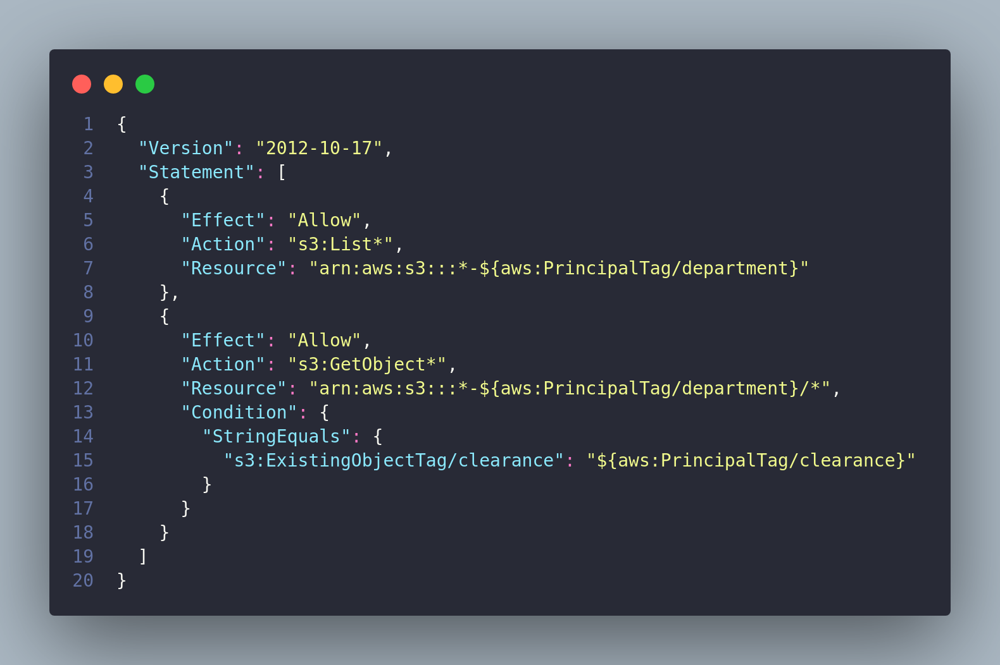 1 {
2   "Version": "2012-10-17",
3   "Statement": [
4     {
5       "Effect": "Allow",
6       "Action": "s3:List*",
7       "Resource": "arn:aws:s3:::*-${aws:PrincipalTag/department}"
8     },
9     {
10       "Effect": "Allow",
11       "Action": "s3:GetObject*",
12       "Resource": "arn:aws:s3:::*-${aws:PrincipalTag/department}/*",
13       "Condition": {
14         "StringEquals": {
15           "s3:ExistingObjectTag/clearance": "${aws:PrincipalTag/clearance}"
16         }
17       }
18     }
19   ]
20 }